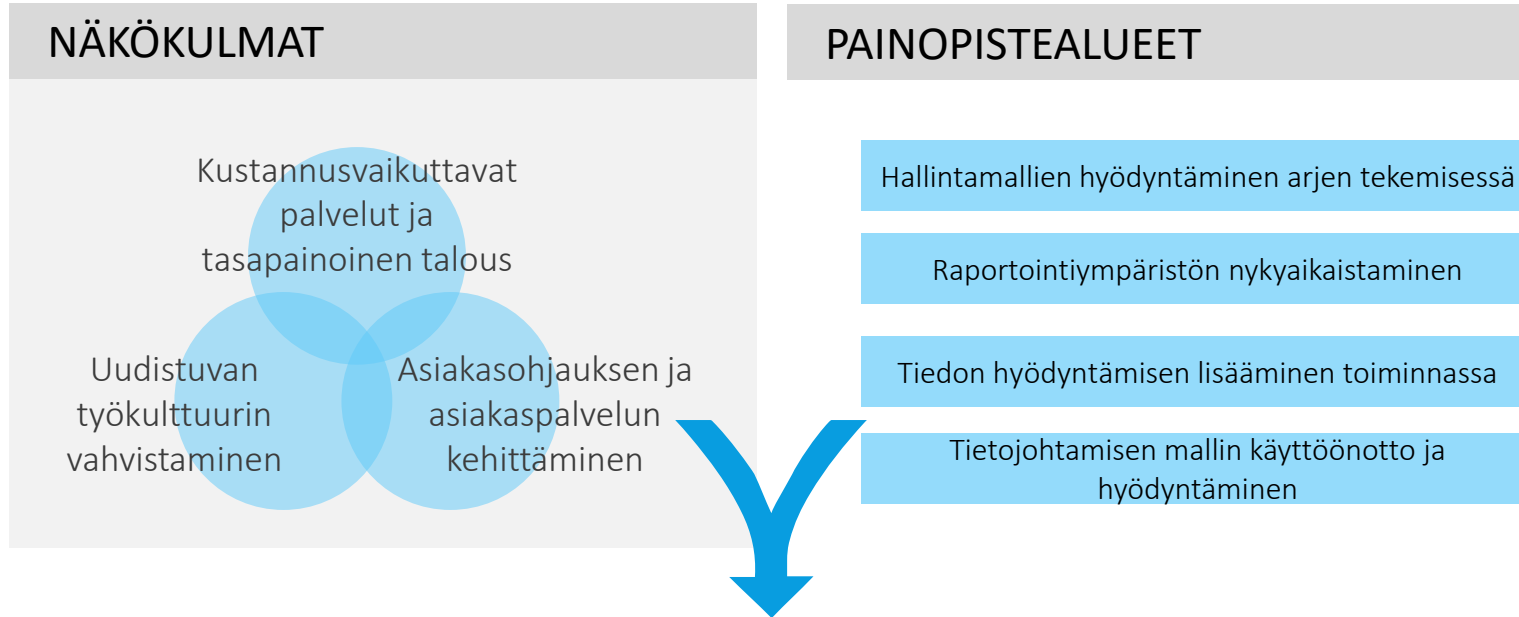 NÄKÖKULMAT
Kustannusvaikuttavat
palvelut ja
tasapainoinen talous
Uudistuvan
työkulttuurin
vahvistaminen
Asiakasohjauksen ja
asiakaspalvelun
kehittäminen
PAINOPISTEALUEET
Hallintamallien hyödyntäminen arjen tekemisessä
Raportointiympäristön nykyaikaistaminen
Tiedon hyödyntämisen lisääminen toiminnassa
Tietojohtamisen mallin käyttöönotto ja
hyödyntäminen